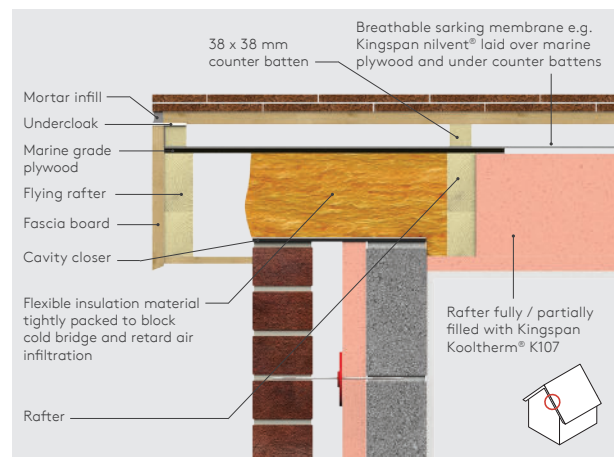 38 x 38 mm
counter batten
Breathable sarking membrane e.g.
Kingspan nilvent® laid over marine
plywood and under counter battens
Mortar infill
Undercloak
Marine grade
plywood
Flying rafter
Fascia board
Cavity closer
Flexible insulation material
tightly packed to block
cold bridge and retard air
infiltration
Rafter
Rafter fully / partially
filled with Kingspan
Kooltherm® K107